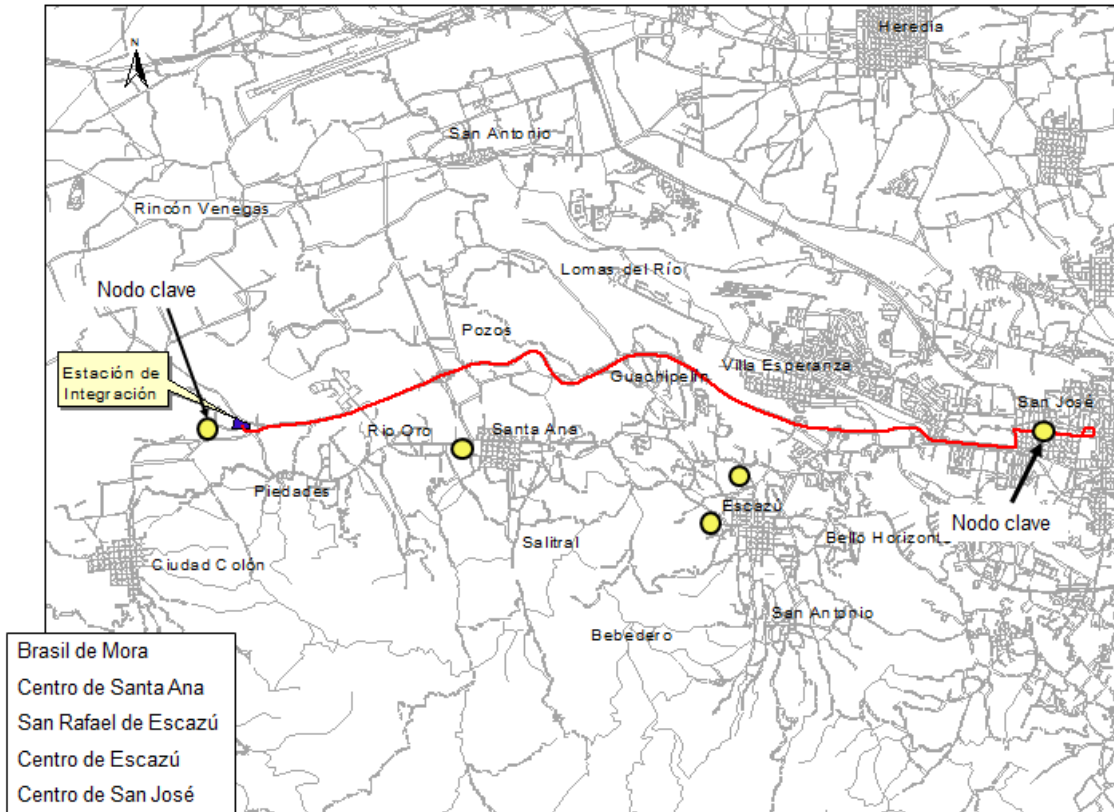 Heredia
N
San Antonio
Rincón Venegas
Lomas del Río
Nodo clave
Pozos
Estación de
Integración
Guachipelín
Villa Esperanza
San José
Río Oro
Santa Ana
Piedades
Escazú
Nodo clave
Salitral
Bello Horizonte
Ciudad Colón
San Antonio
Bebedero
Brasil de Mora
Centro de Santa Ana
San Rafael de Escazú
Centro de Escazú
Centro de San José